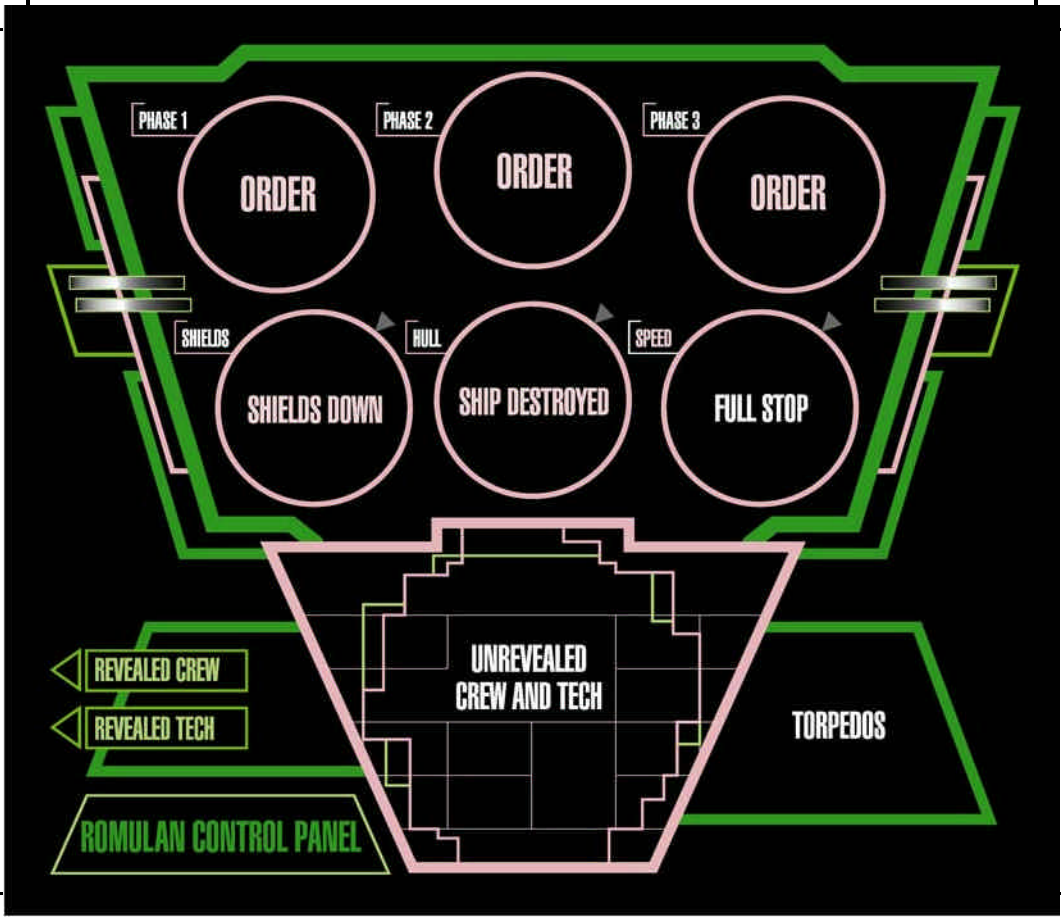 PHASE 1
ORDER
PHASE 2
ORDER
PHASE 3
ORDER
SHIELDS
SHIELDS DOWN
HULL
SHIP DESTROYED
SPEED
FULL STOP
UNREVEALED
CREW AND TECH
REVEALED CREW
REVEALED TECH
TORPEDOS
ROMULAN CONTROL PANEL